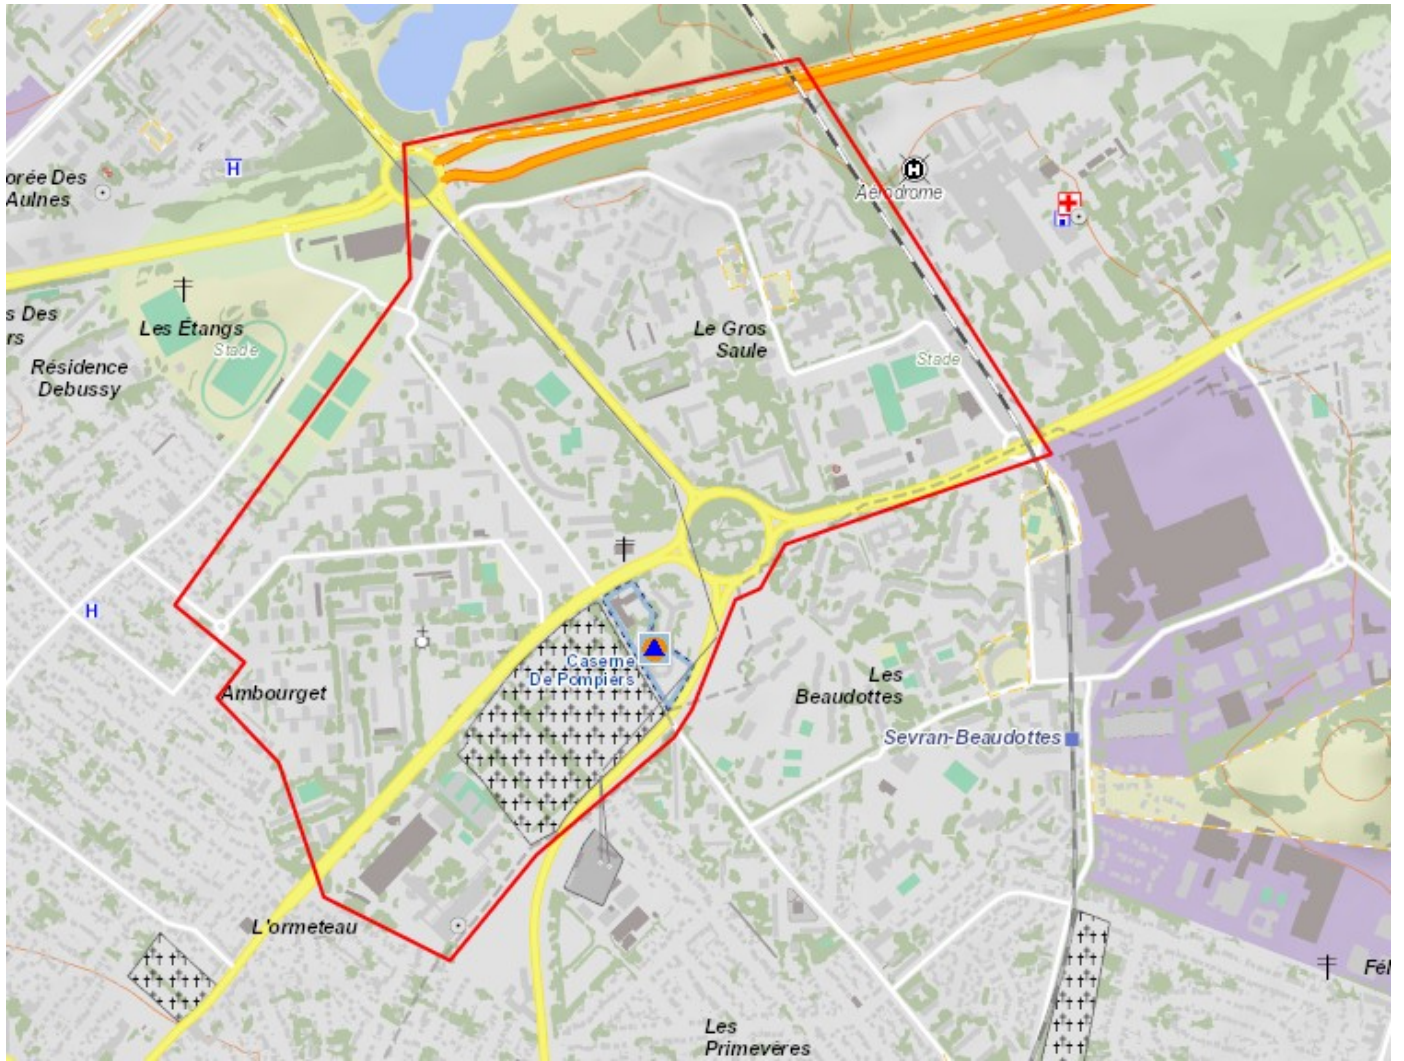 H
orée Des
Aulnes
H
Aérodrome
s Des
rs
Les Étangs
Stade
Résidence
Debussy
Le Gros
Saule
Stade
H
Caserne
De Pompiers
Ambourget
Les
Beaudottes
Sevran-Beaudottes
L'ormeteau
Fél
Les
Primevères